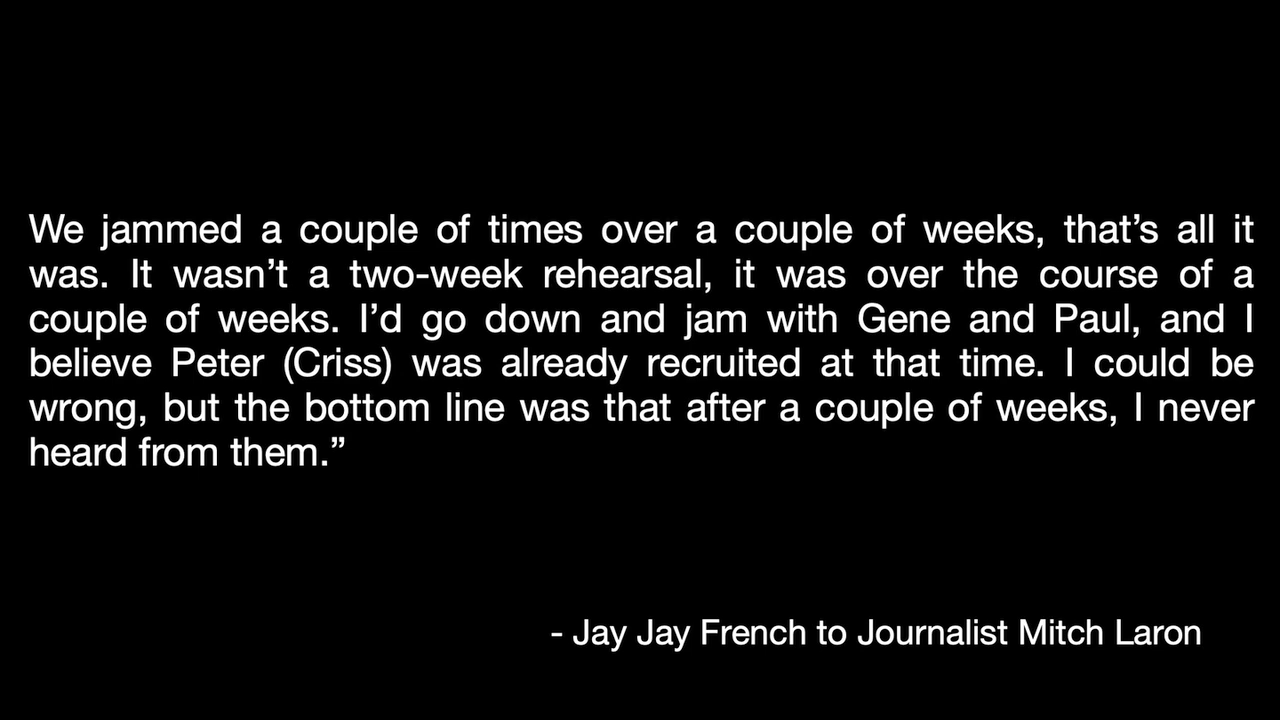 We jammed a couple of times over a couple of weeks, that’s all it
was. It wasn’t a two-week rehearsal, it was over the course of a
couple of weeks. I’d go down and jam with Gene and Paul, and I
believe Peter (Criss) was already recruited at that time. I could be
wrong, but the bottom line was that after a couple of weeks, I never
heard from them.”
- Jay Jay French to Journalist Mitch Laron